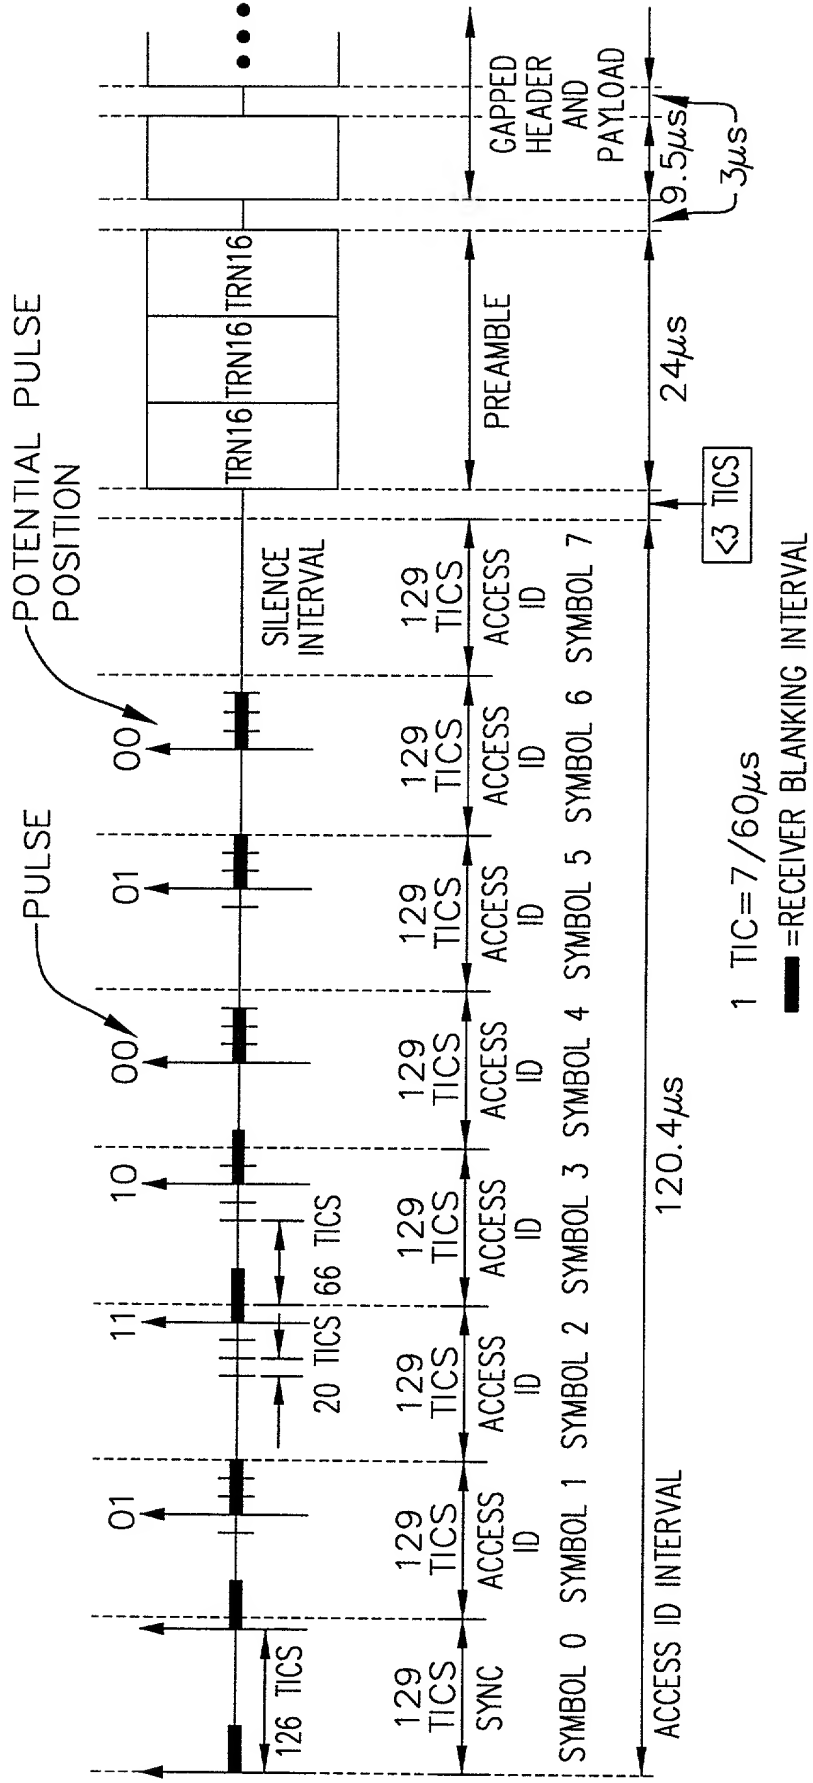 PULSE
POTENTIAL PULSE
POSITION
01
11
10
00
01
00
126 TICS
20 TICS
66 TICS
SILENCE
INTERVAL
TRN16
TRN16
TRN16
129
TICS
SYNC
129
TICS
ACCESS
ID
129
TICS
ACCESS
ID
129
TICS
ACCESS
ID
129
TICS
ACCESS
ID
129
TICS
ACCESS
ID
129
TICS
ACCESS
ID
129
TICS
ACCESS
ID
PREAMBLE
GAPPED
HEADER
AND
PAYLOAD
SYMBOL 0 SYMBOL 1 SYMBOL 2 SYMBOL 3 SYMBOL 4 SYMBOL 5 SYMBOL 6 SYMBOL 7
ACCESS ID INTERVAL
120.4µs
<3 TICS
24µs
9.5µs
3µs
1 TIC=7/60µs
=RECEIVER BLANKING INTERVAL